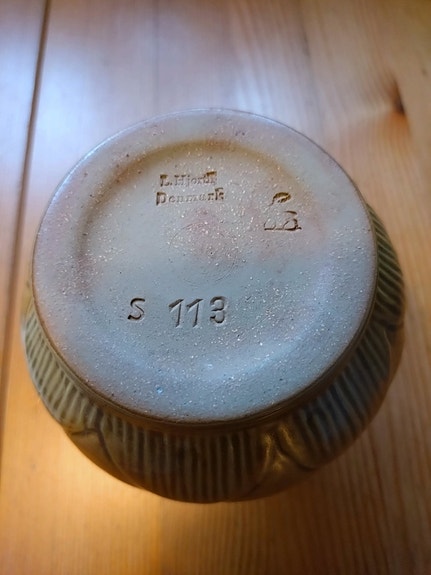 L. Hjorth
Denmark
S 113